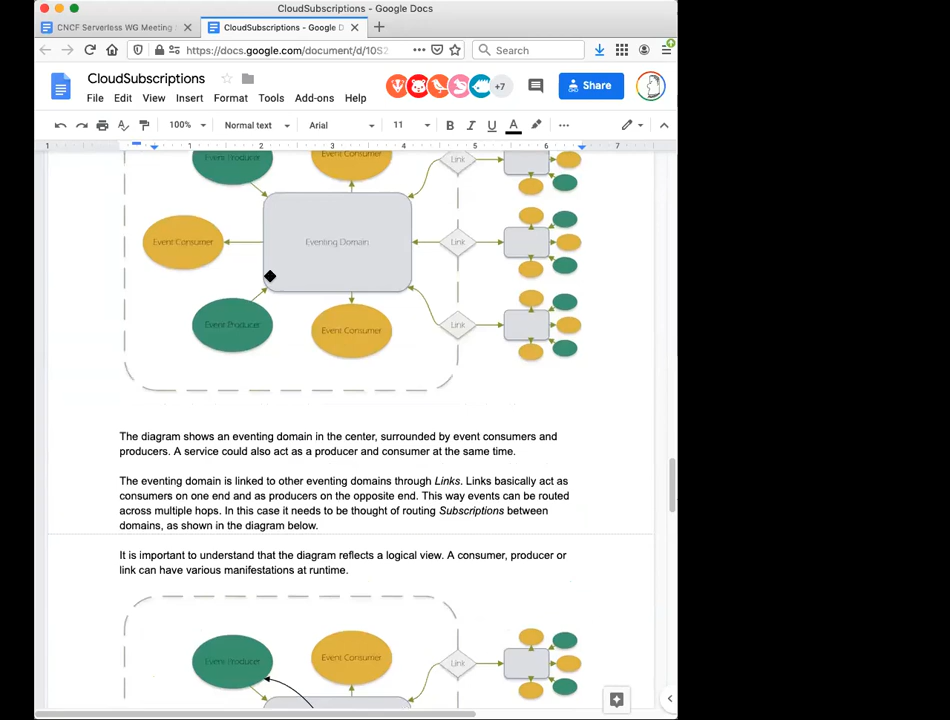 CloudSubscriptions - Google Docs
CNCF Serverless WG Meeting
CloudSubscriptions - Google D
https://docs.google.com/document/d/10S2
Search
CloudSubscriptions
+7
Share
File Edit View Insert Format Tools Add-ons Help
100% Normal text Arial 11 B I U A
1 1 2 3 4 5 6 7
Event Producer
Event Consumer
Link
Event Consumer
Eventing Domain
Link
Event Producer
Event Consumer
Link
The diagram shows an eventing domain in the center, surrounded by event consumers and
producers. A service could also act as a producer and consumer at the same time.
The eventing domain is linked to other eventing domains through Links. Links basically act as
consumers on one end and as producers on the opposite end. This way events can be routed
across multiple hops. In this case it needs to be thought of routing Subscriptions between
domains, as shown in the diagram below.
It is important to understand that the diagram reflects a logical view. A consumer, producer or
link can have various manifestations at runtime.
Event Producer
Event Consumer
Link